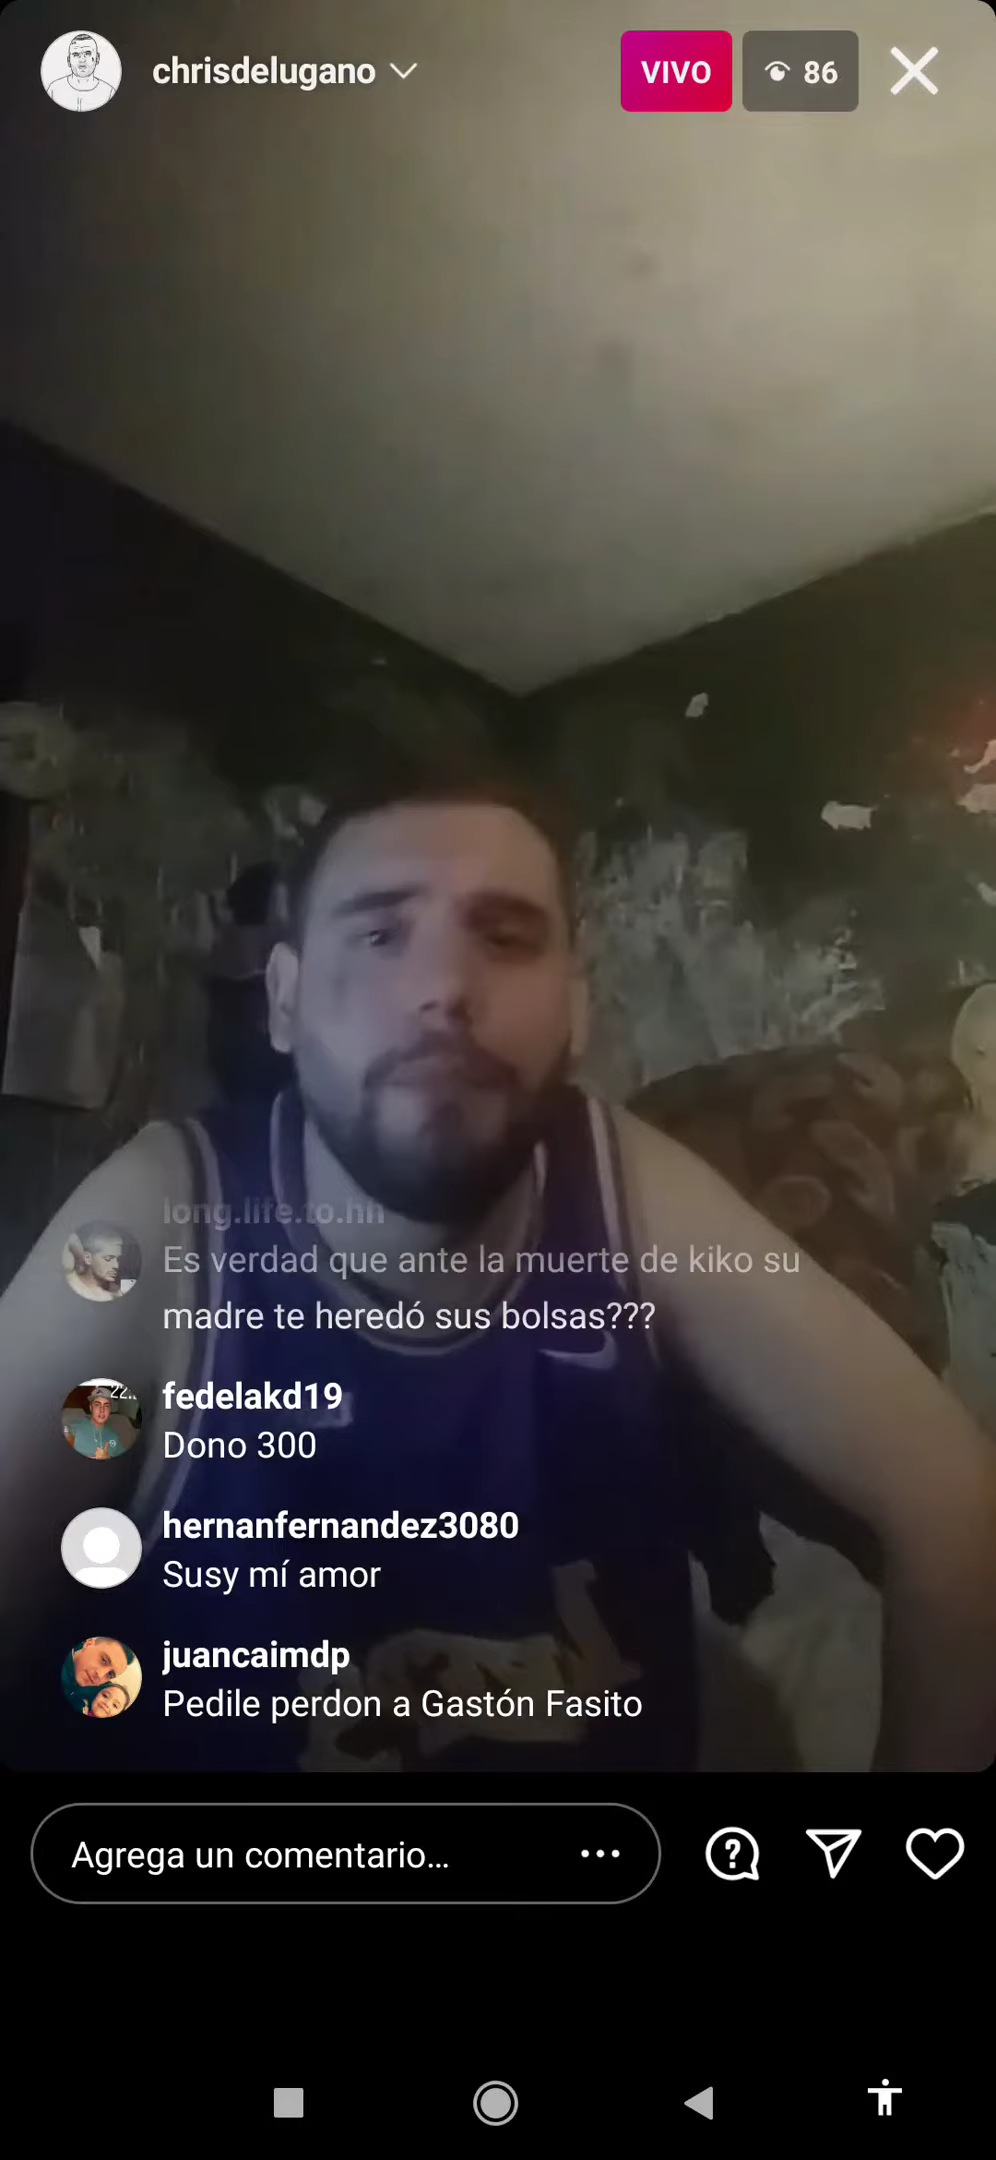 chrisdelugano
VIVO
86
long.life.to.hh
Es verdad que ante la muerte de kiko su
madre te heredó sus bolsas???
fedelakd19
Dono 300
hernanfernandez3080
Susy mí amor
juancaimdp
Pedile perdon a Gastón Fasito
Agrega un comentario...